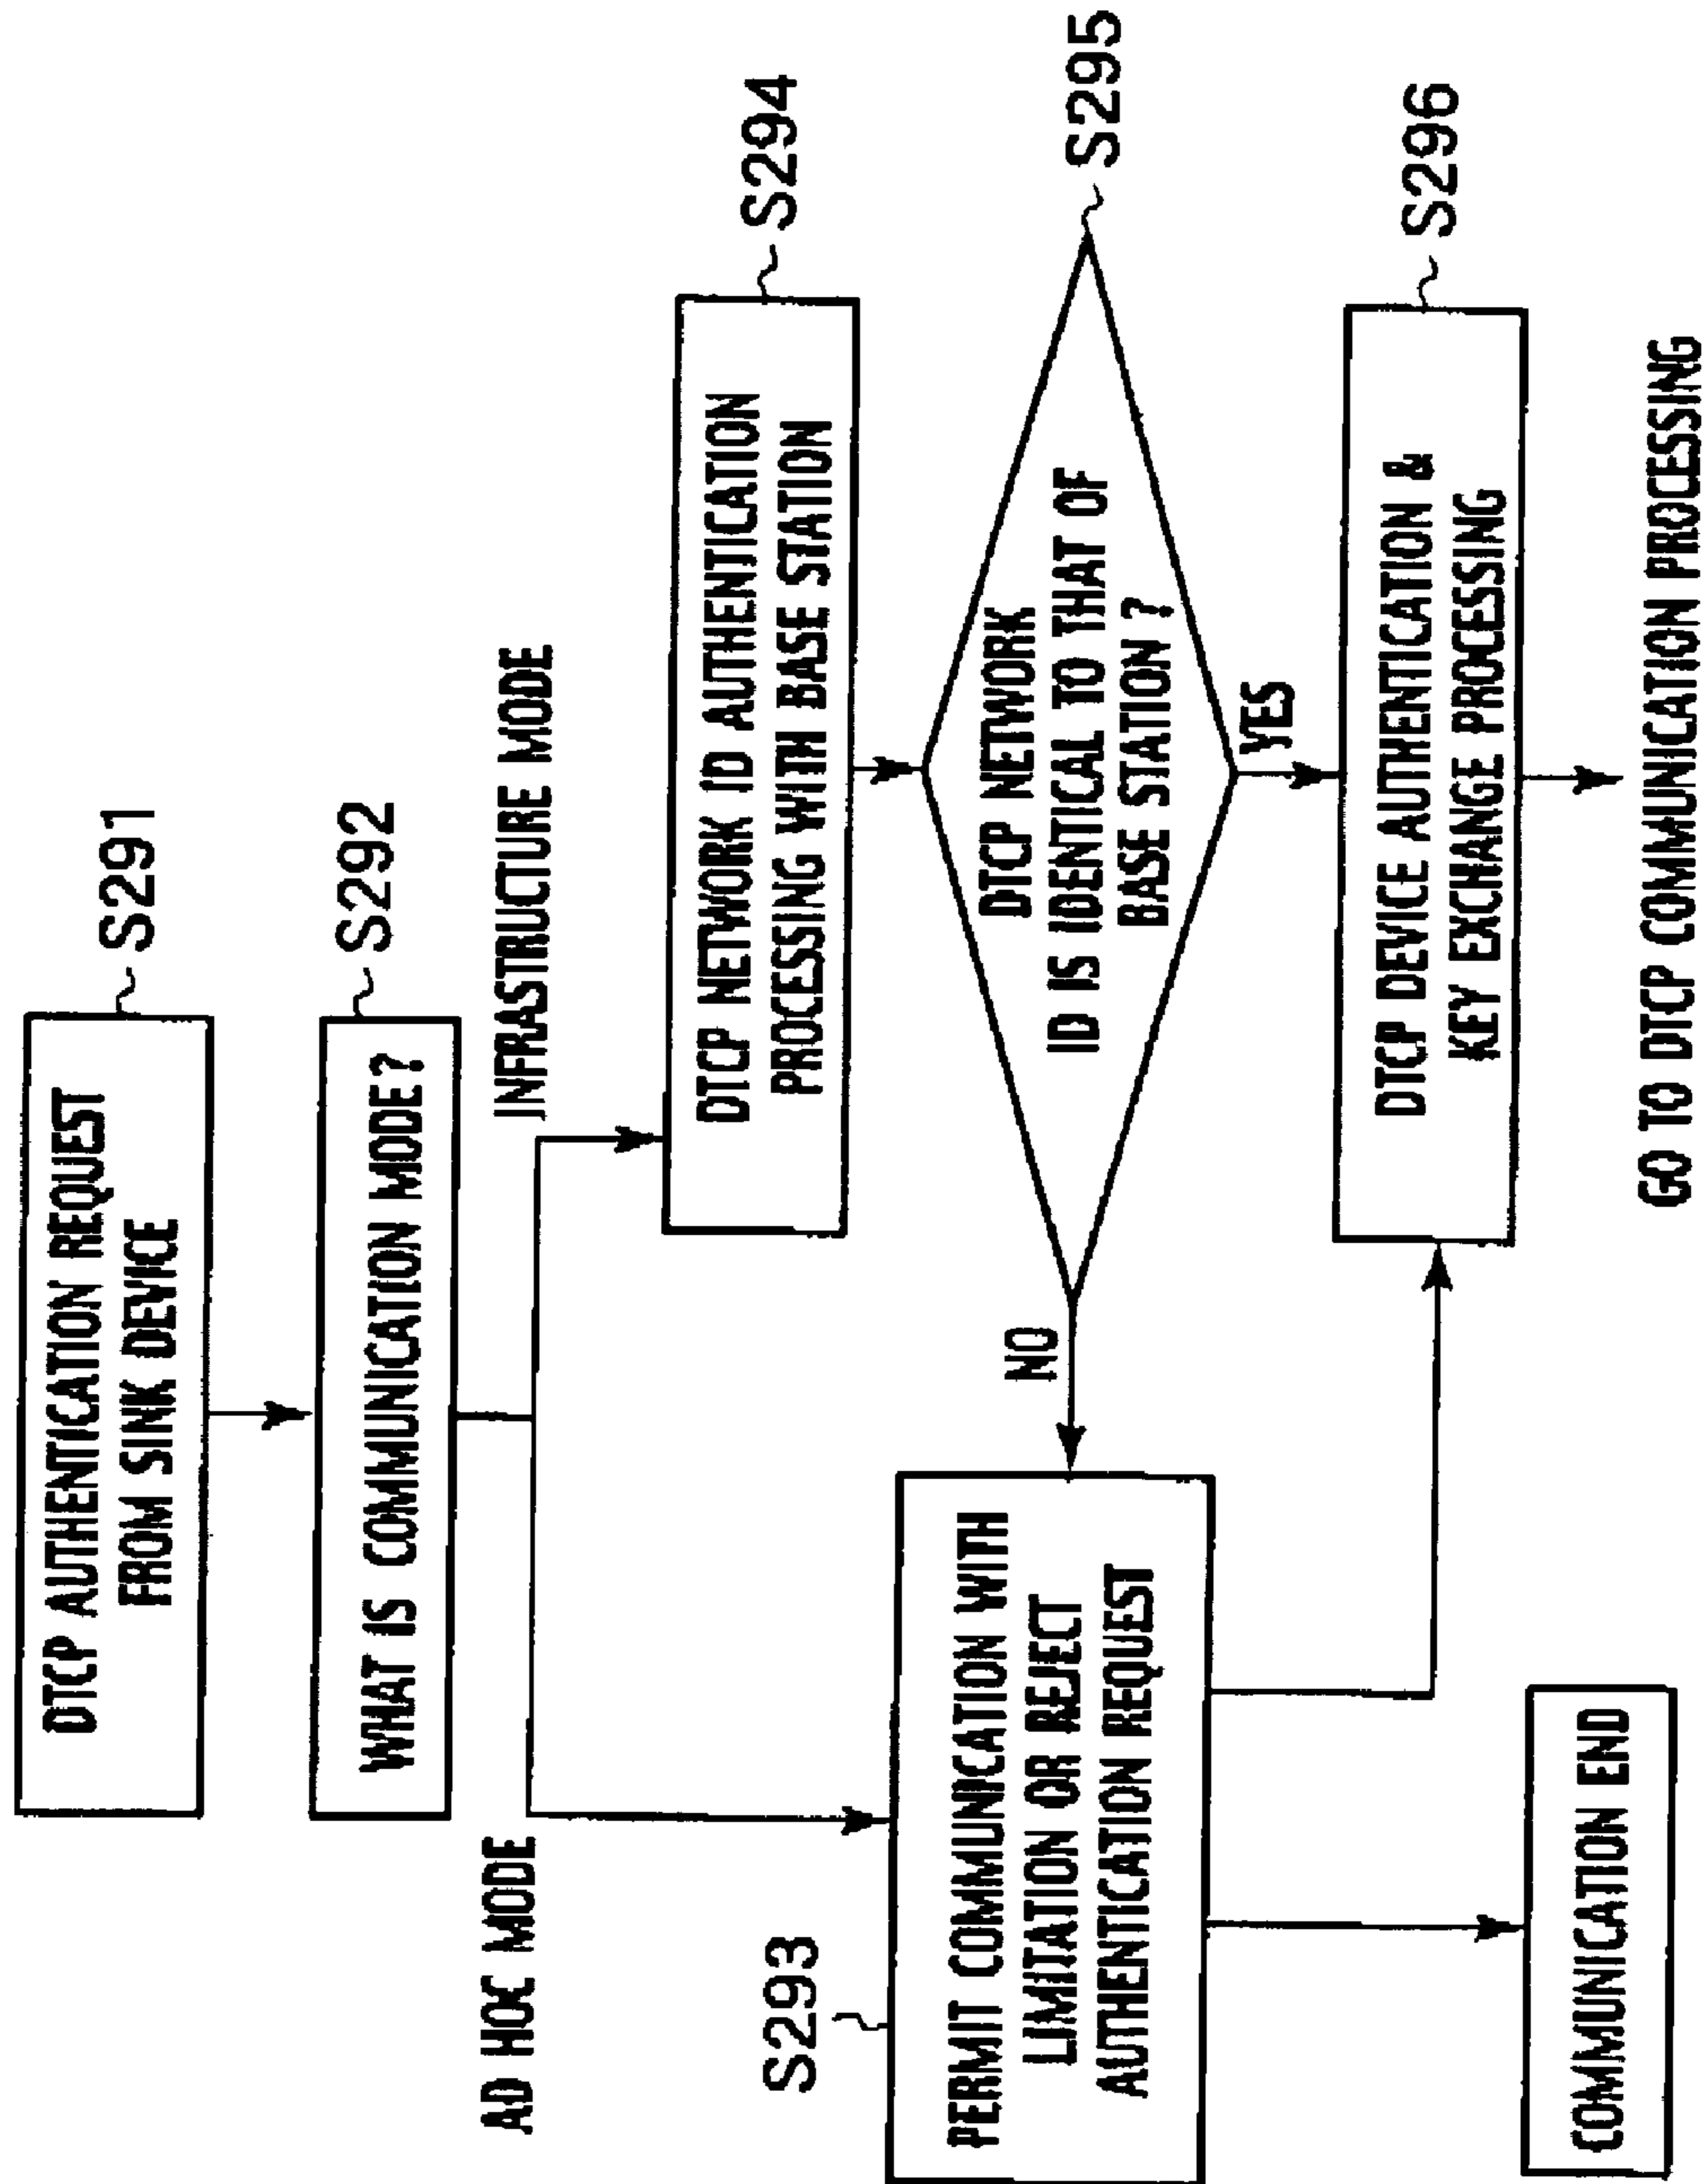 DTCP AUTHENTICATION REQUEST
FROM SINK DEVICE
S291
WHAT IS COMMUNICATION MODE?
S292
AD HOC MODE
INFRASTRUCTURE MODE
S293
PERMIT COMMUNICATION WITH
LIMITATION OR REJECT
AUTHENTICATION REQUEST
DTCP NETWORK ID AUTHENTICATION
PROCESSING WITH BASE STATION
S294
NO
DTCP NETWORK
ID IS IDENTICAL TO THAT OF
BASE STATION ?
S295
YES
DTCP DEVICE AUTHENTICATION &
KEY EXCHANGE PROCESSING
S296
COMMUNICATION END
GO TO DTCP COMMUNICATION PROCESSING